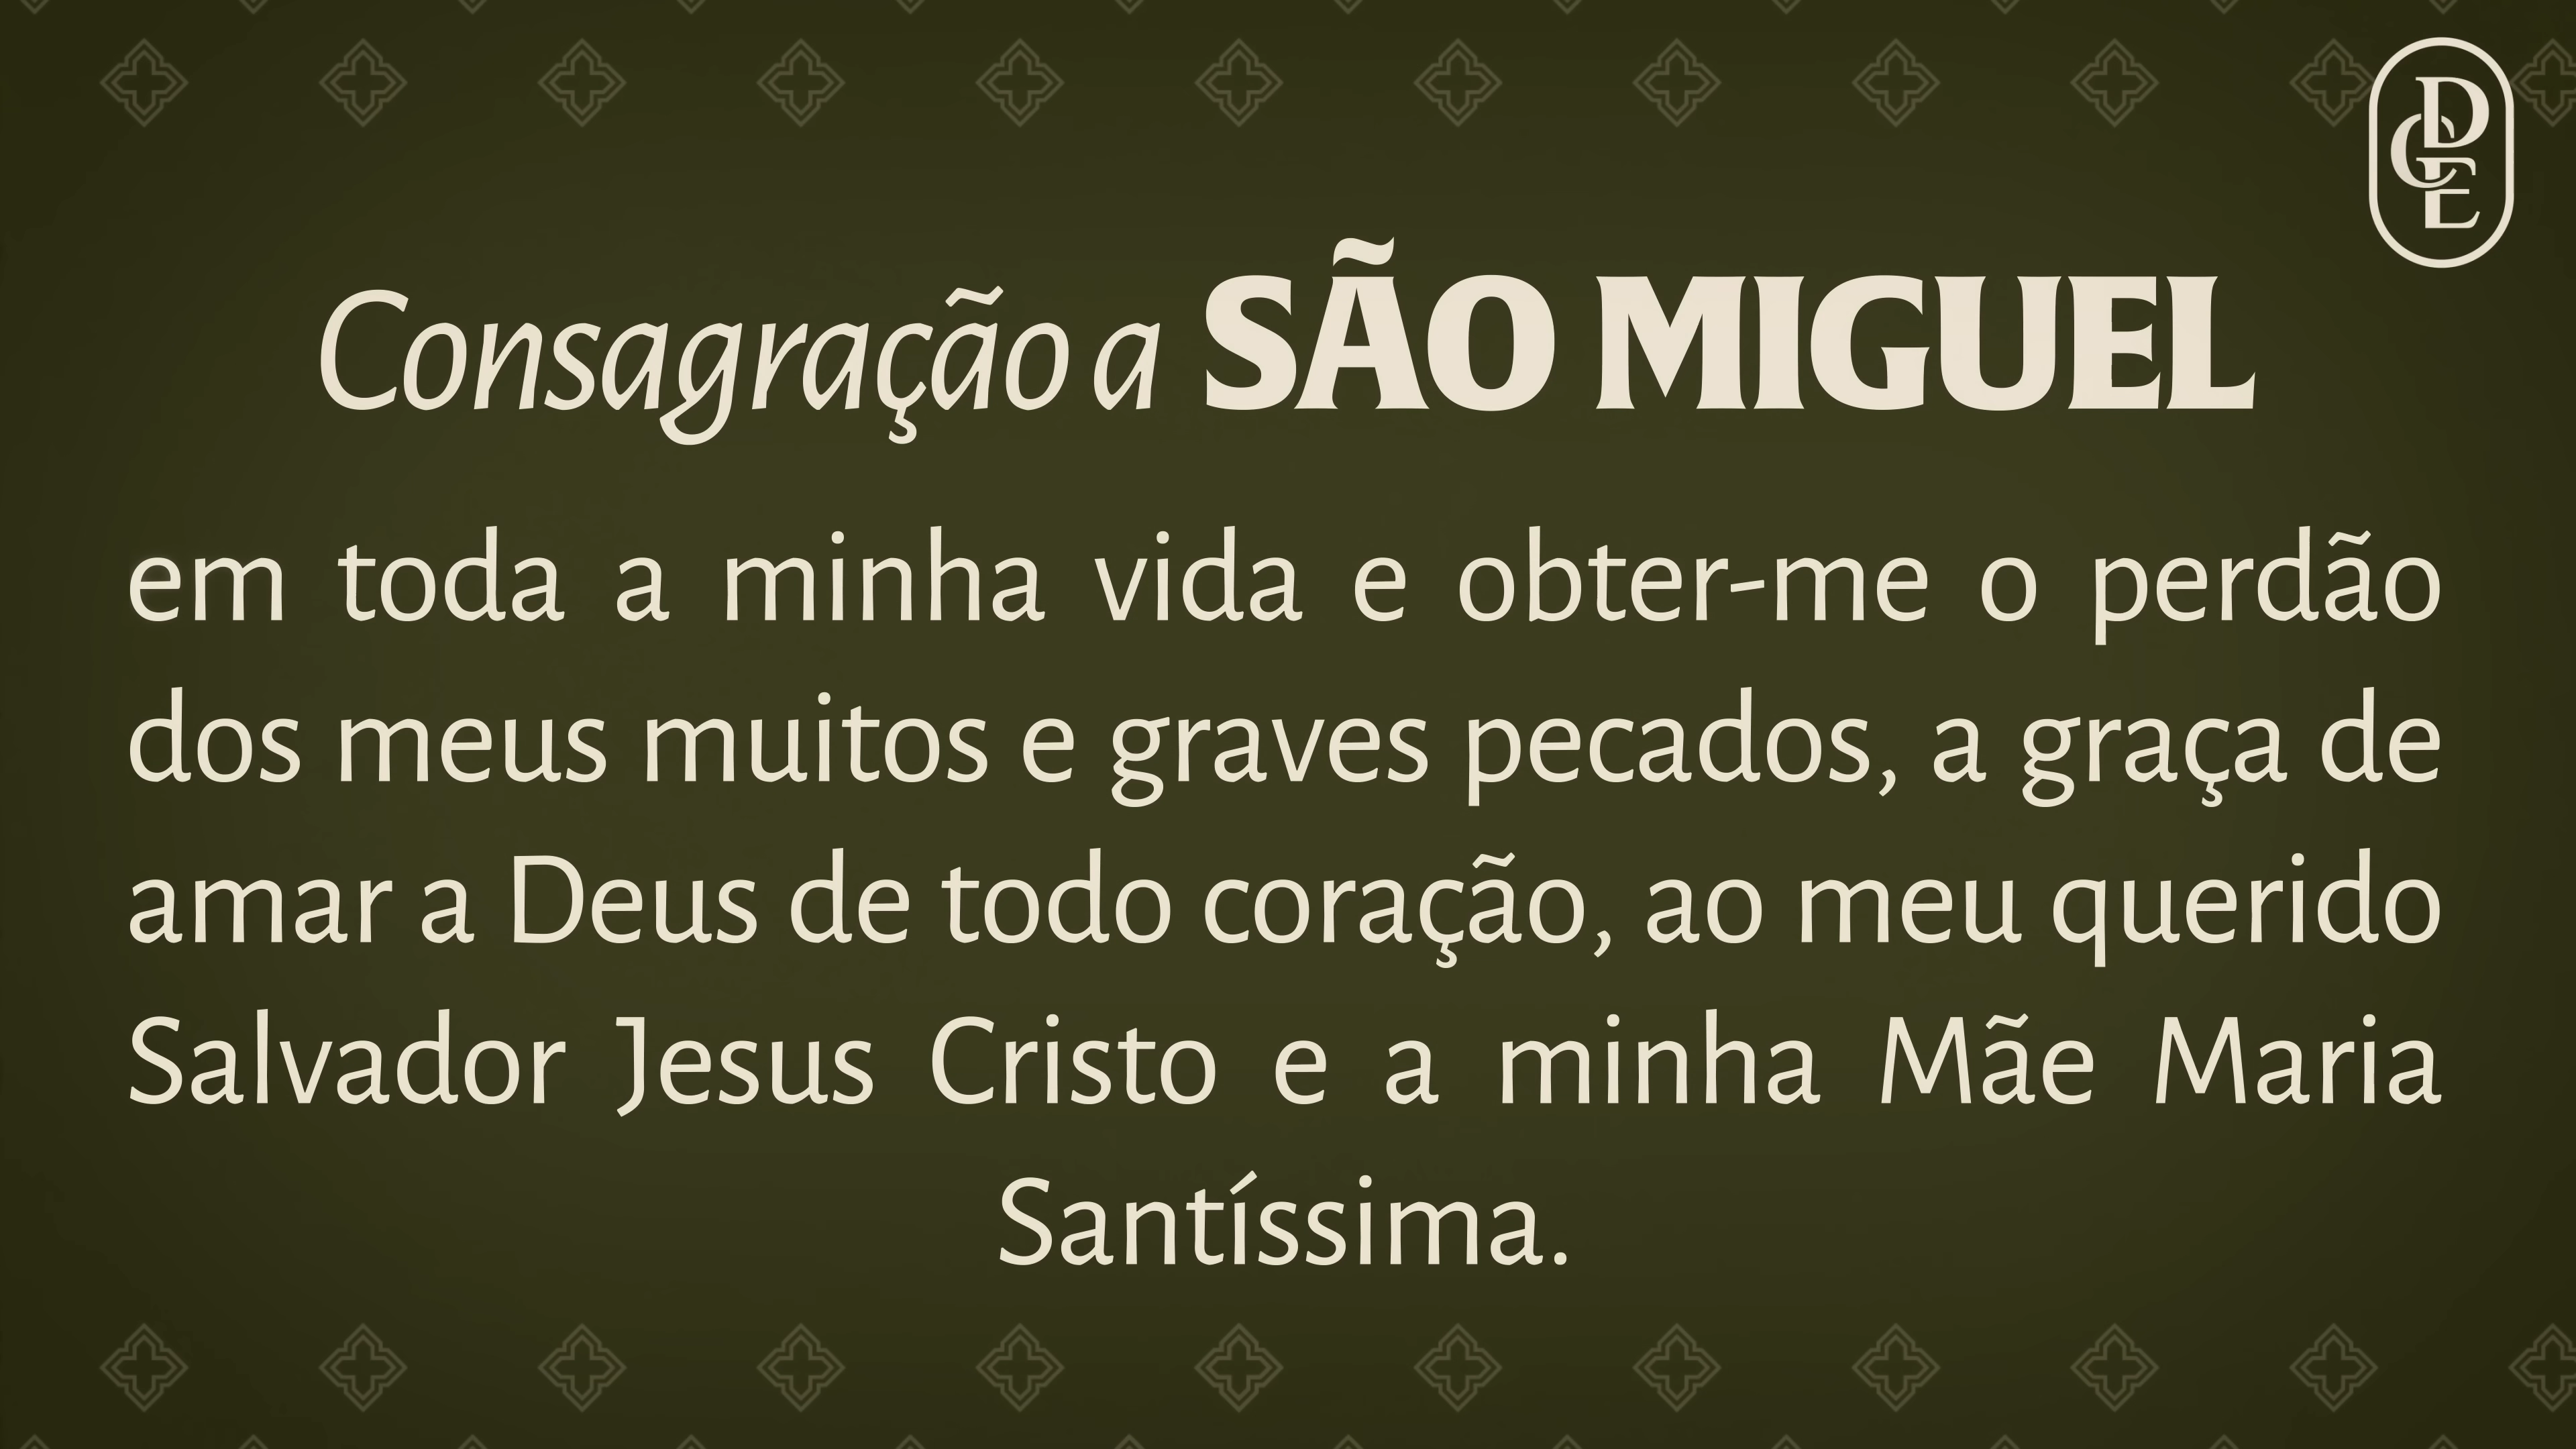 DCE
Consagração a SÃO MIGUEL
em toda a minha vida e obter-me o perdão
dos meus muitos e graves pecados, a graça de
amar a Deus de todo coração, ao meu querido
Salvador Jesus Cristo e a minha Mãe Maria
Santíssima.